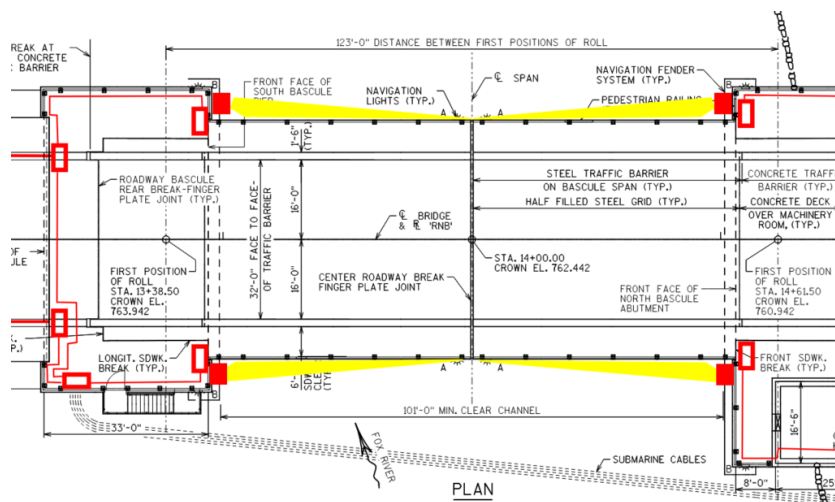 BREAK AT
CONCRETE
BARRIER
123'-0" DISTANCE BETWEEN FIRST POSITIONS OF ROLL
FRONT FACE OF
SOUTH BASCULE
PIER
NAVIGATION
LIGHTS (TYP.)
℄ SPAN
NAVIGATION FENDER
SYSTEM (TYP.)
PEDESTRIAN RAILING
B
B
A
A
1'-6"
(TYP.)
ROADWAY BASCULE
REAR BREAK-FINGER
PLATE JOINT (TYP.)
32'-0" FACE TO FACE
OF TRAFFIC BARRIER
16'-0"
16'-0"
STEEL TRAFFIC BARRIER
ON BASCULE SPAN (TYP.)
HALF FILLED STEEL GRID (TYP.)
CONCRETE TRAFF
BARRIER (TYP.)
CONCRETE DECK
OVER MACHINERY
ROOM, (TYP.)
℄ BRIDGE
& 'RNB'
STA. 14+00.00
CROWN EL. 762.442
FIRST POSITION
OF ROLL
STA. 13+38.50
CROWN EL.
763.942
CENTER ROADWAY BREAK
FINGER PLATE JOINT
FRONT FACE OF
NORTH BASCULE
ABUTMENT
FIRST POSITION
OF ROLL
STA. 14+61.50
CROWN EL.
760.942
LONGIT. SDWK.
BREAK (TYP.)
6'-
SDW
CLE
(TY
A
A
B
B
FRONT SDWK.
BREAK (TYP.)
101'-0" MIN. CLEAR CHANNEL
33'-0"
16'-6"
FOX
RIVER
SUBMARINE CABLES
8'-0"
25
PLAN